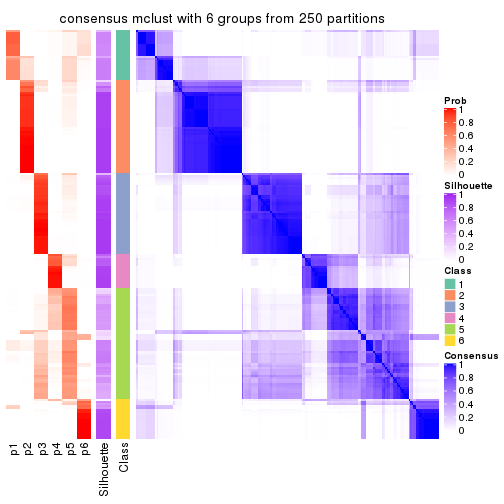 consensus mclust with 6 groups from 250 partitions
Prob
1
0.8
0.6
0.4
0.2
0
Silhouette
1
0.8
0.6
0.4
0.2
0
Class
1
2
3
4
5
6
Consensus
1
0.8
0.6
0.4
0.2
0
p1
p2
p3
p4
p5
p6
Silhouette
Class